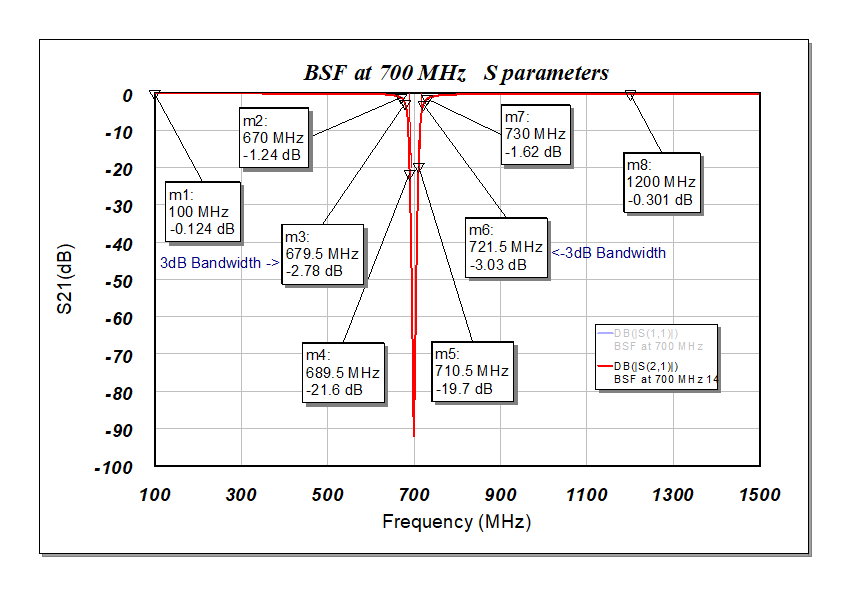 BSF at 700 MHz   S parameters
0
-10
-20
-30
-40
-50
-60
-70
-80
-90
-100
S21(dB)
m2:
670 MHz
-1.24 dB
m7:
730 MHz
-1.62 dB
m8:
1200 MHz
-0.301 dB
m1:
100 MHz
-0.124 dB
m3:
679.5 MHz
-2.78 dB
m6:
721.5 MHz
-3.03 dB
3dB Bandwidth ->
<-3dB Bandwidth
m4:
689.5 MHz
-21.6 dB
m5:
710.5 MHz
-19.7 dB
DB(|S(1,1)|)
BSF at 700 MHz
DB(|S(2,1)|)
BSF at 700 MHz 14
100 300 500 700 900 1100 1300 1500
Frequency (MHz)